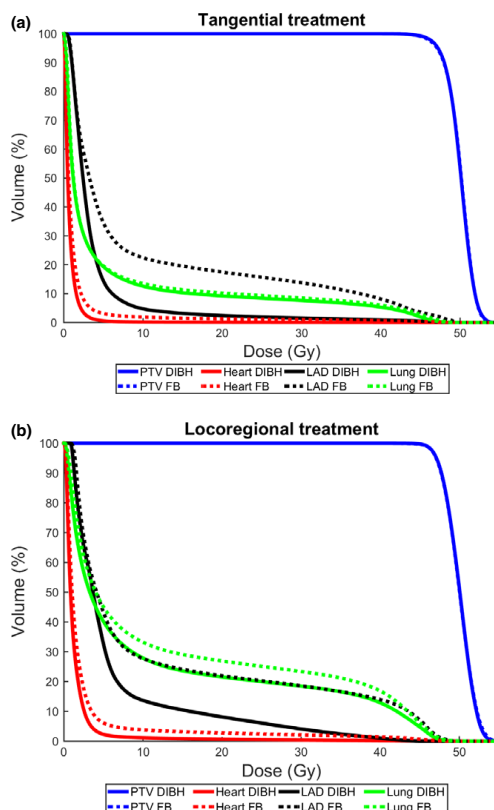 (a)
Tangential treatment
100
90
80
70
60
50
40
30
20
10
0
Volume (%)
0 10 20 30 40 50
Dose (Gy)
PTV DIBH Heart DIBH LAD DIBH Lung DIBH
PTV FB Heart FB LAD FB Lung FB
(b)
Locoregional treatment
100
90
80
70
60
50
40
30
20
10
0
Volume (%)
0 10 20 30 40 50
Dose (Gy)
PTV DIBH Heart DIBH LAD DIBH Lung DIBH
PTV FB Heart FB LAD FB Lung FB